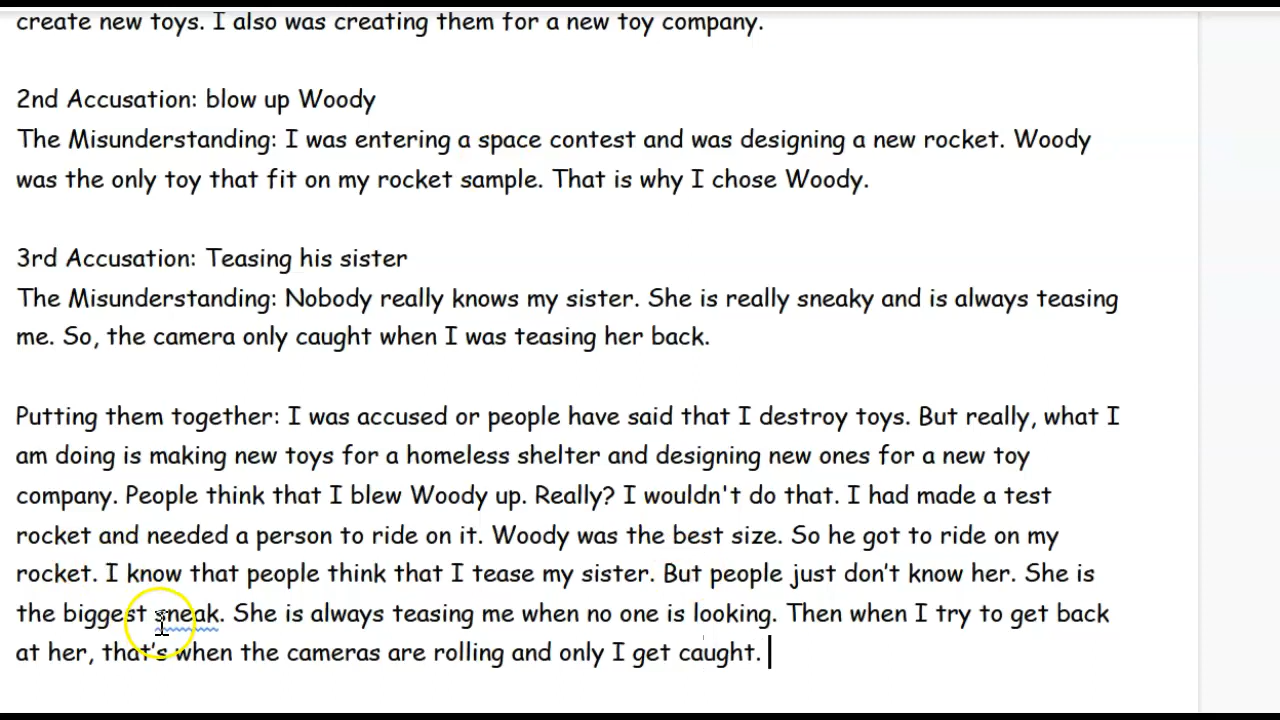 create new toys. I also was creating them for a new toy company.
2nd Accusation: blow up Woody
The Misunderstanding: I was entering a space contest and was designing a new rocket. Woody
was the only toy that fit on my rocket sample. That is why I chose Woody.
3rd Accusation: Teasing his sister
The Misunderstanding: Nobody really knows my sister. She is really sneaky and is always teasing
me. So, the camera only caught when I was teasing her back.
Putting them together: I was accused or people have said that I destroy toys. But really, what I
am doing is making new toys for a homeless shelter and designing new ones for a new toy
company. People think that I blew Woody up. Really? I wouldn't do that. I had made a test
rocket and needed a person to ride on it. Woody was the best size. So he got to ride on my
rocket. I know that people think that I tease my sister. But people just don't know her. She is
the biggest sneak. She is always teasing me when no one is looking. Then when I try to get back
at her, that's when the cameras are rolling and only I get caught.